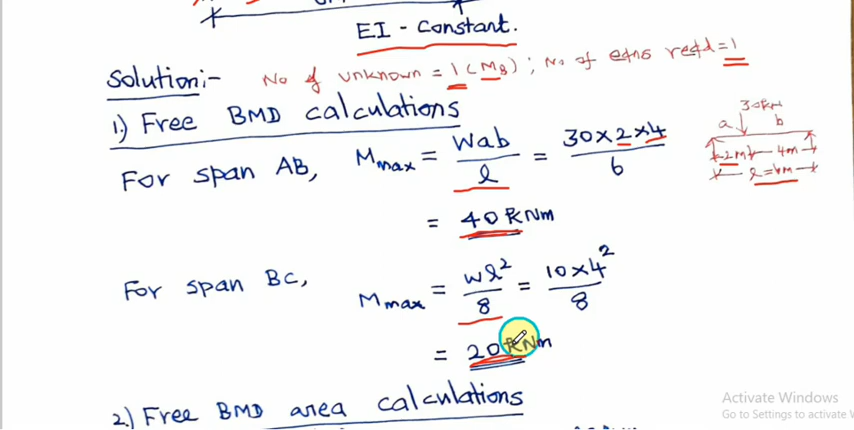 EI - Constant.
Solution:- No of unknown = 1 (MB) ; No of eqns reqd = 1
1.) Free BMD calculations
For span AB, Mmax = Wab / l = 30 × 2 × 4 / 6
= 40 KNm
30KN
a b
2m 4m
For span BC, Mmax = wl² / 8 = 10 × 4² / 8
= 20 KNm
2.) Free BMD area calculations
Activate Windows
Go to Settings to activate W